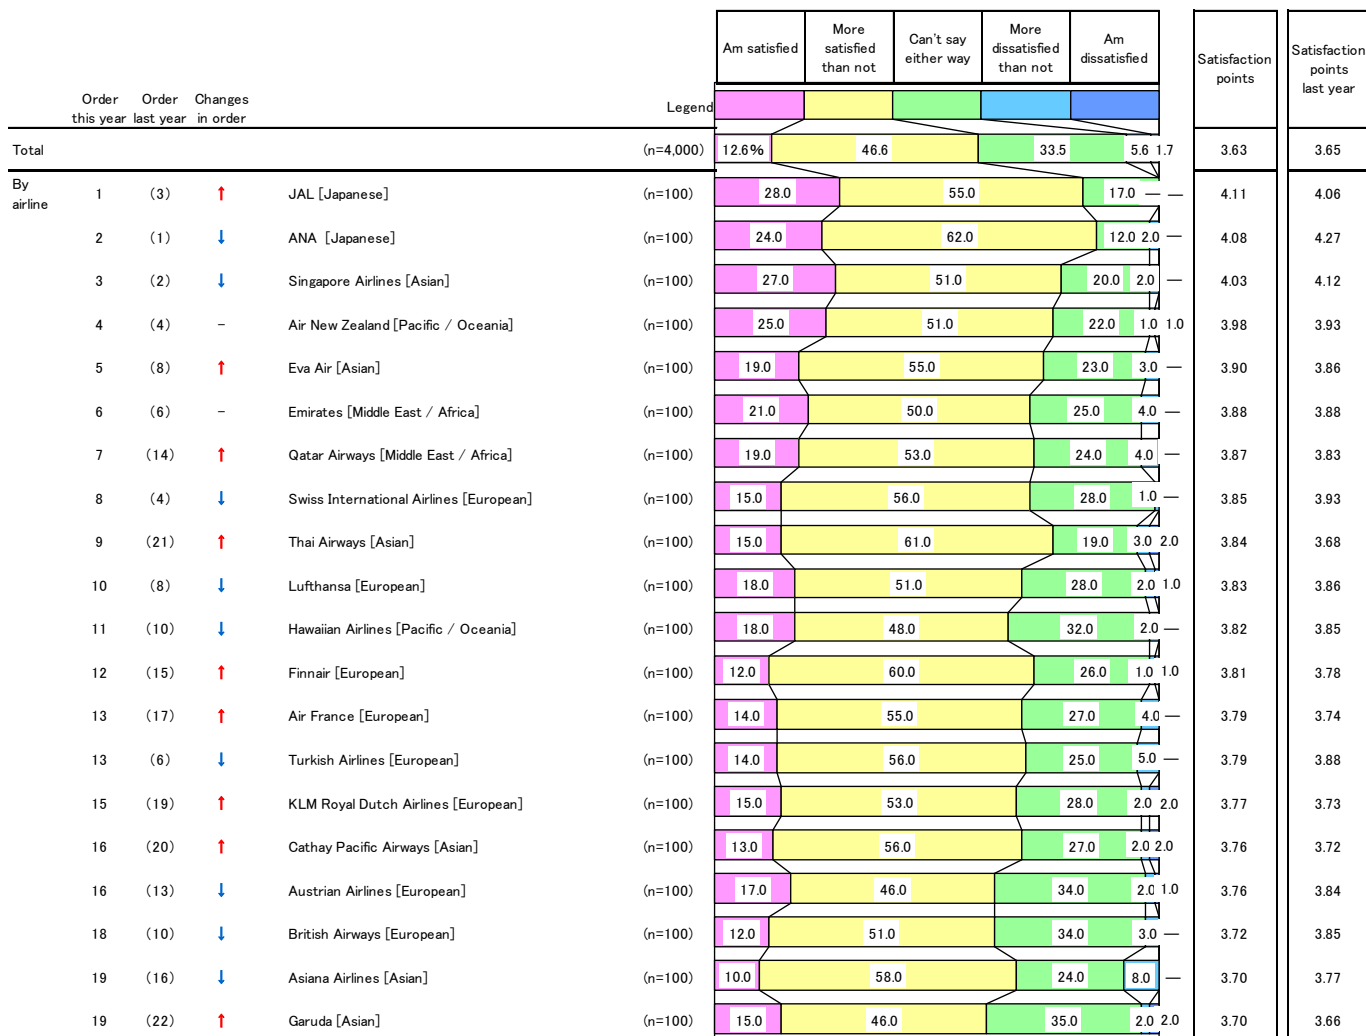 Am satisfied More satisfied than not Can't say either way More dissatisfied than not Am dissatisfied Satisfaction points Satisfaction points last year
Order this year Order last year Changes in order Legend
Total (n=4,000) 12.6% 46.6 33.5 5.6 1.7 3.63 3.65
By airline
1 (3) ↑ JAL [Japanese] (n=100) 28.0 55.0 17.0 — — 4.11 4.06
2 (1) ↓ ANA [Japanese] (n=100) 24.0 62.0 12.0 2.0 — 4.08 4.27
3 (2) ↓ Singapore Airlines [Asian] (n=100) 27.0 51.0 20.0 2.0 — 4.03 4.12
4 (4) – Air New Zealand [Pacific / Oceania] (n=100) 25.0 51.0 22.0 1.0 1.0 3.98 3.93
5 (8) ↑ Eva Air [Asian] (n=100) 19.0 55.0 23.0 3.0 — 3.90 3.86
6 (6) – Emirates [Middle East / Africa] (n=100) 21.0 50.0 25.0 4.0 — 3.88 3.88
7 (14) ↑ Qatar Airways [Middle East / Africa] (n=100) 19.0 53.0 24.0 4.0 — 3.87 3.83
8 (4) ↓ Swiss International Airlines [European] (n=100) 15.0 56.0 28.0 1.0 — 3.85 3.93
9 (21) ↑ Thai Airways [Asian] (n=100) 15.0 61.0 19.0 3.0 2.0 3.84 3.68
10 (8) ↓ Lufthansa [European] (n=100) 18.0 51.0 28.0 2.0 1.0 3.83 3.86
11 (10) ↓ Hawaiian Airlines [Pacific / Oceania] (n=100) 18.0 48.0 32.0 2.0 — 3.82 3.85
12 (15) ↑ Finnair [European] (n=100) 12.0 60.0 26.0 1.0 1.0 3.81 3.78
13 (17) ↑ Air France [European] (n=100) 14.0 55.0 27.0 4.0 — 3.79 3.74
13 (6) ↓ Turkish Airlines [European] (n=100) 14.0 56.0 25.0 5.0 — 3.79 3.88
15 (19) ↑ KLM Royal Dutch Airlines [European] (n=100) 15.0 53.0 28.0 2.0 2.0 3.77 3.73
16 (20) ↑ Cathay Pacific Airways [Asian] (n=100) 13.0 56.0 27.0 2.0 2.0 3.76 3.72
16 (13) ↓ Austrian Airlines [European] (n=100) 17.0 46.0 34.0 2.0 1.0 3.76 3.84
18 (10) ↓ British Airways [European] (n=100) 12.0 51.0 34.0 3.0 — 3.72 3.85
19 (16) ↓ Asiana Airlines [Asian] (n=100) 10.0 58.0 24.0 8.0 — 3.70 3.77
19 (22) ↑ Garuda [Asian] (n=100) 15.0 46.0 35.0 2.0 2.0 3.70 3.66